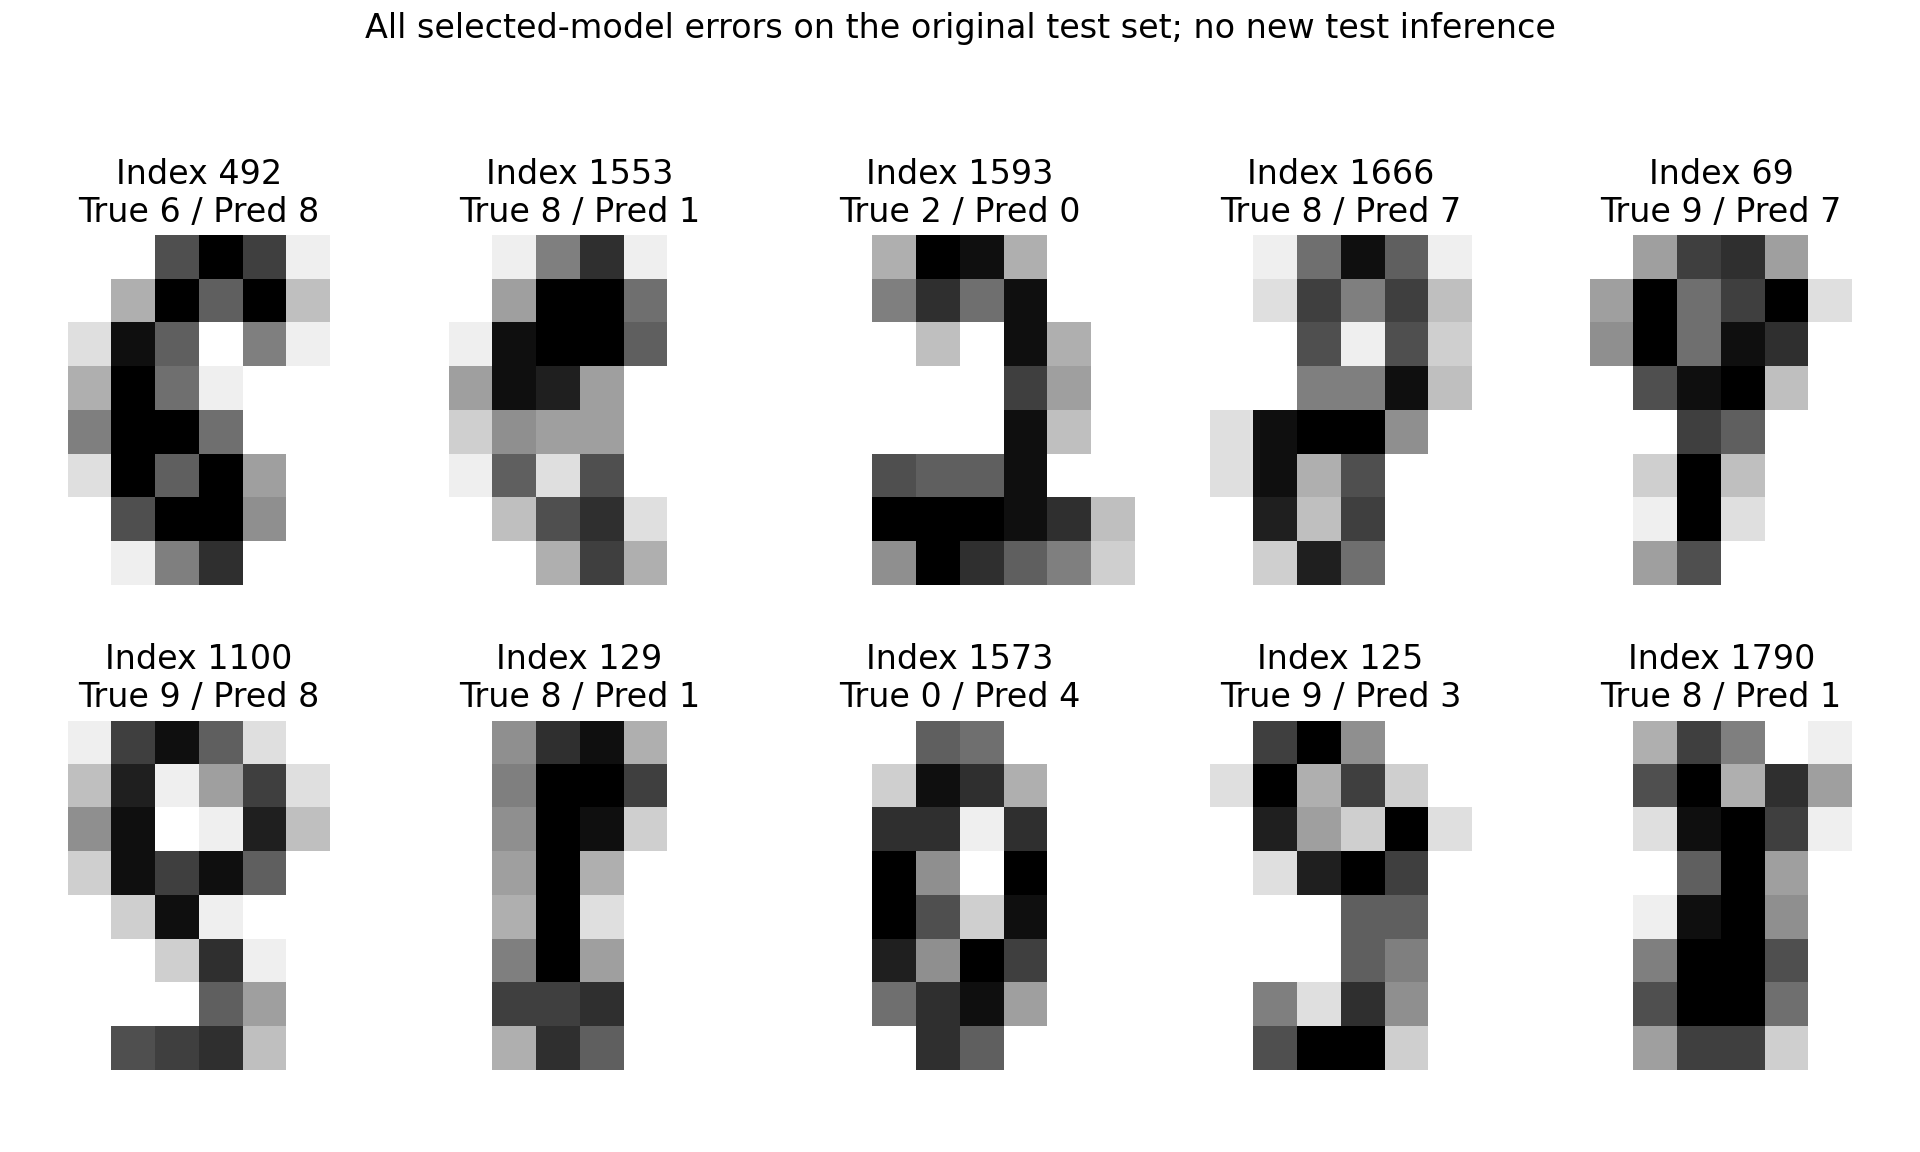 All selected-model errors on the original test set; no new test inference
Index 492
True 6 / Pred 8
Index 1553
True 8 / Pred 1
Index 1593
True 2 / Pred 0
Index 1666
True 8 / Pred 7
Index 69
True 9 / Pred 7
Index 1100
True 9 / Pred 8
Index 129
True 8 / Pred 1
Index 1573
True 0 / Pred 4
Index 125
True 9 / Pred 3
Index 1790
True 8 / Pred 1